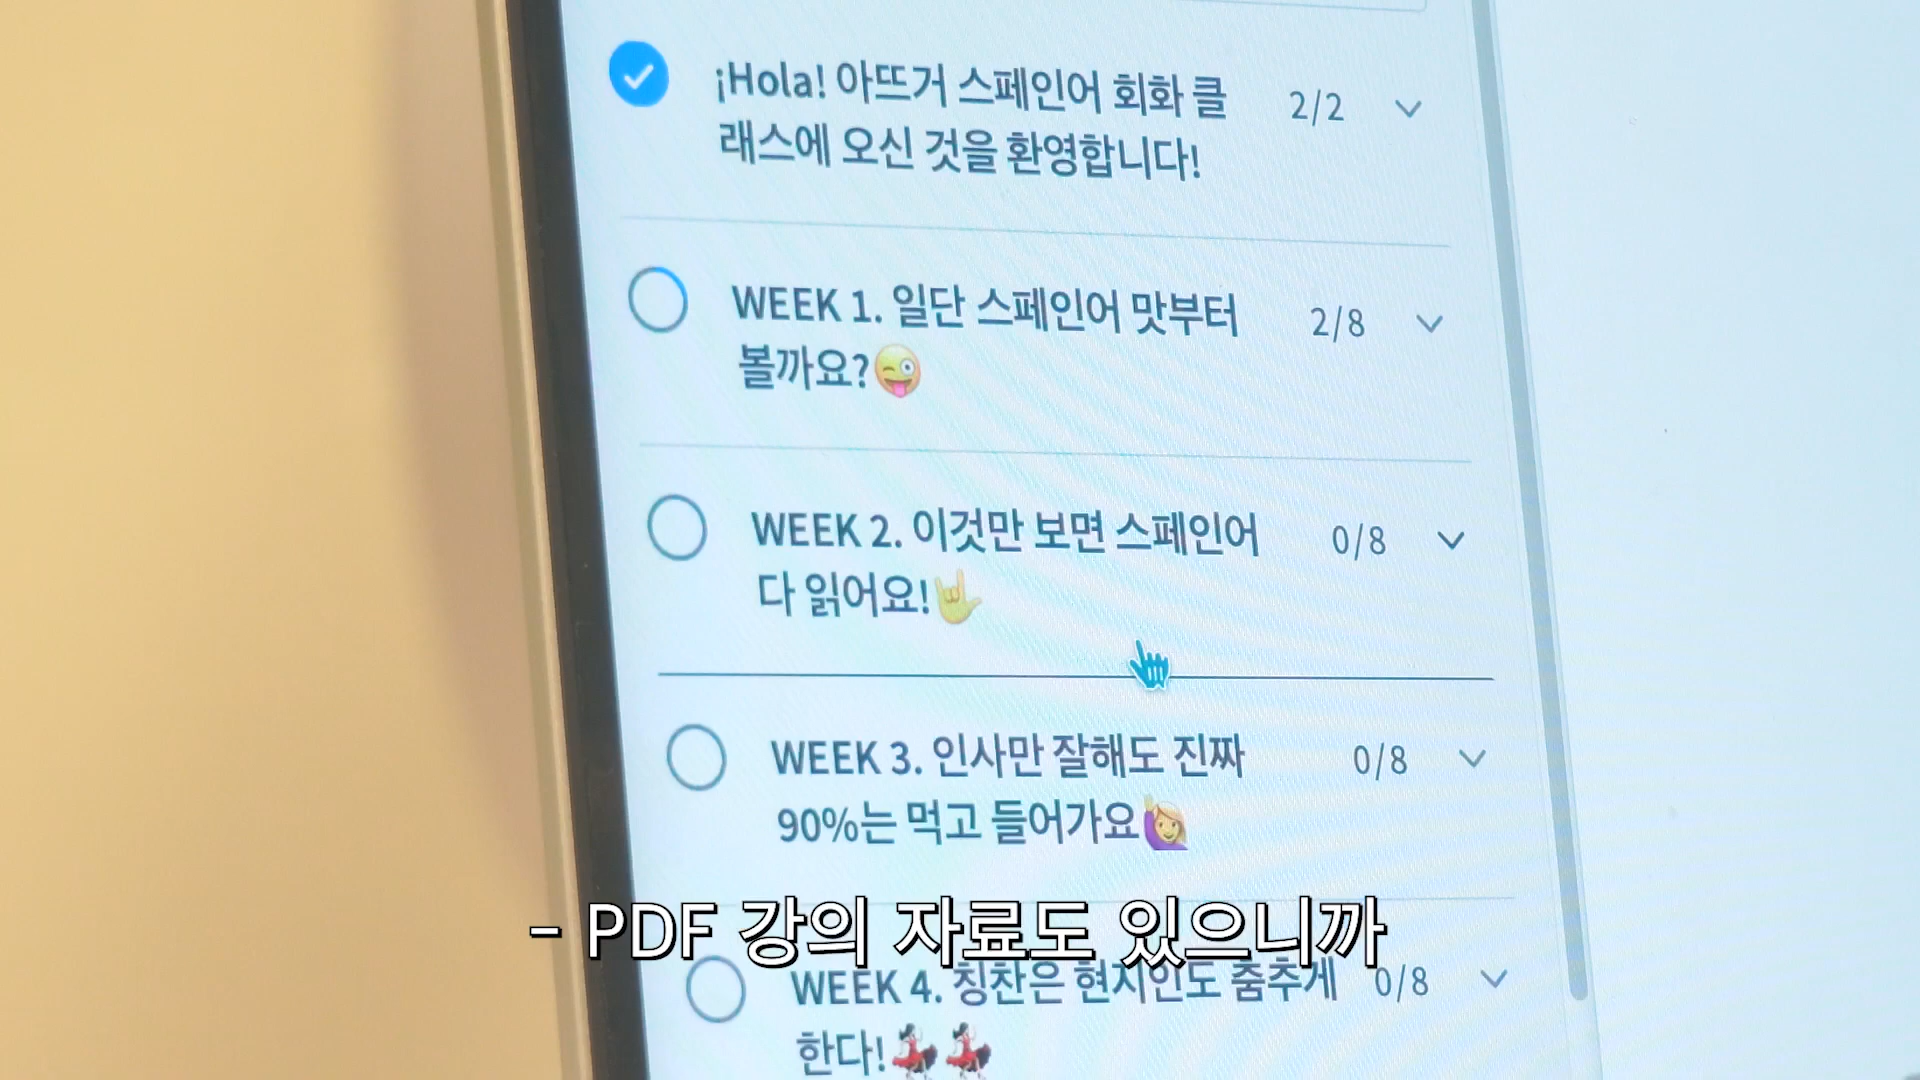 ¡Hola! 아뜨거 스페인어 회화 클
래스에 오신 것을 환영합니다!
2/2
WEEK 1. 일단 스페인어 맛부터
볼까요?😜
2/8
WEEK 2. 이것만 보면 스페인어
다 읽어요!🤟
0/8
WEEK 3. 인사만 잘해도 진짜
90%는 먹고 들어가요🙋🏼‍♀️
0/8
- PDF 강의 자료도 있으니까
WEEK 4. 칭찬은 현지인도 춤추게
한다!💃💃
0/8